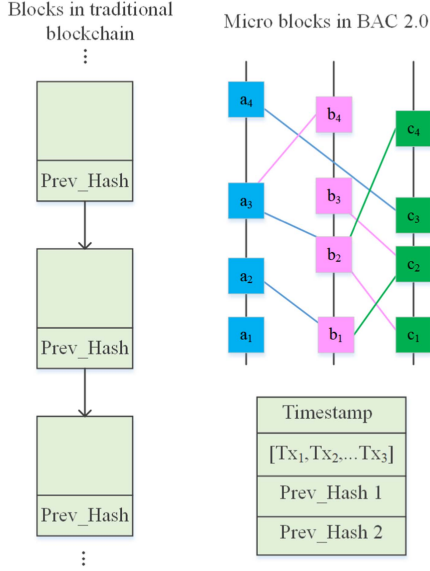 Blocks in traditional
blockchain
⋮
Prev_Hash
Prev_Hash
Prev_Hash
⋮
Micro blocks in BAC 2.0
a₄
b₄
c₄
a₃
b₃
c₃
b₂
c₂
a₂
a₁
b₁
c₁
Timestamp
[Tx₁,Tx₂,...Tx₃]
Prev_Hash 1
Prev_Hash 2